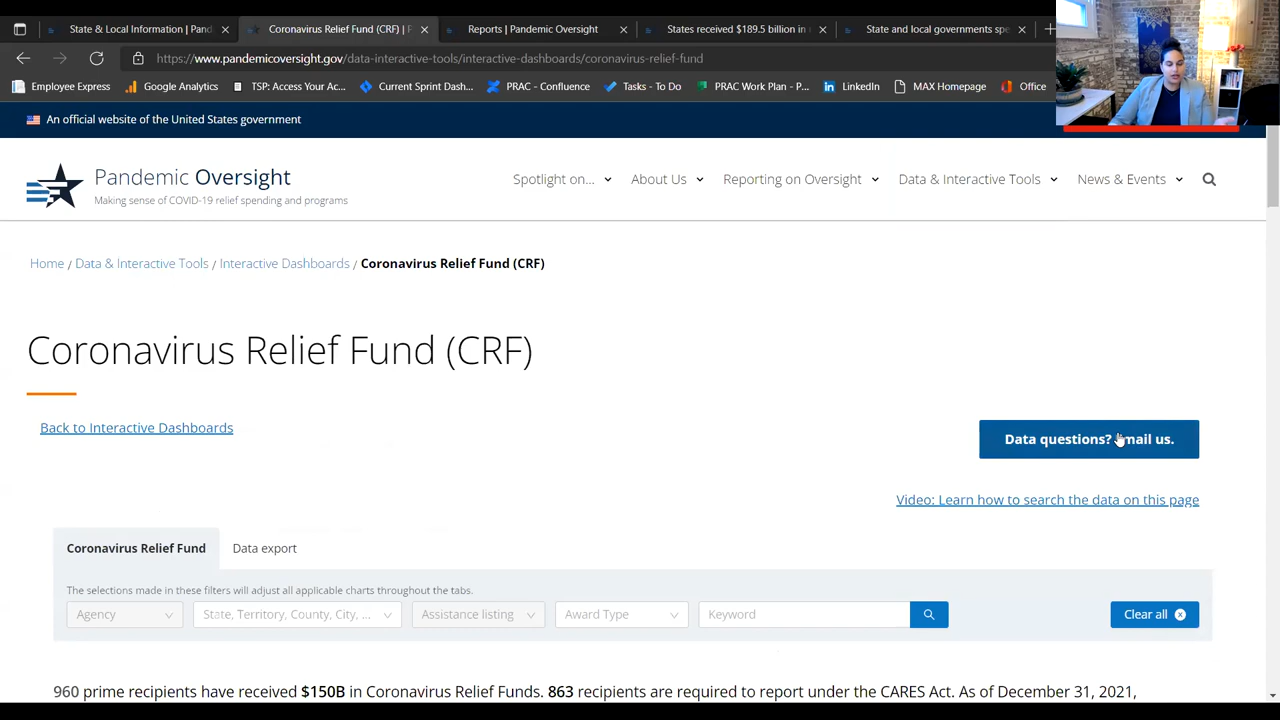 State & Local Information | Pand
Coronavirus Relief Fund (CRF) | P
Reports | Pandemic Oversight
States received $189.5 billion in
State and local governments spe
https://www.pandemicoversight.gov/data-interactive-tools/interactive-dashboards/coronavirus-relief-fund
Employee Express
Google Analytics
TSP: Access Your Ac...
Current Sprint Dash...
PRAC - Confluence
Tasks - To Do
PRAC Work Plan - P...
LinkedIn
MAX Homepage
Office
An official website of the United States government
Pandemic Oversight
Making sense of COVID-19 relief spending and programs
Spotlight on...
About Us
Reporting on Oversight
Data & Interactive Tools
News & Events
Home / Data & Interactive Tools / Interactive Dashboards / Coronavirus Relief Fund (CRF)
Coronavirus Relief Fund (CRF)
Back to Interactive Dashboards
Data questions? Email us.
Video: Learn how to search the data on this page
Coronavirus Relief Fund
Data export
The selections made in these filters will adjust all applicable charts throughout the tabs.
Agency
State, Territory, County, City, ...
Assistance listing
Award Type
Keyword
Clear all
960 prime recipients have received $150B in Coronavirus Relief Funds. 863 recipients are required to report under the CARES Act. As of December 31, 2021,